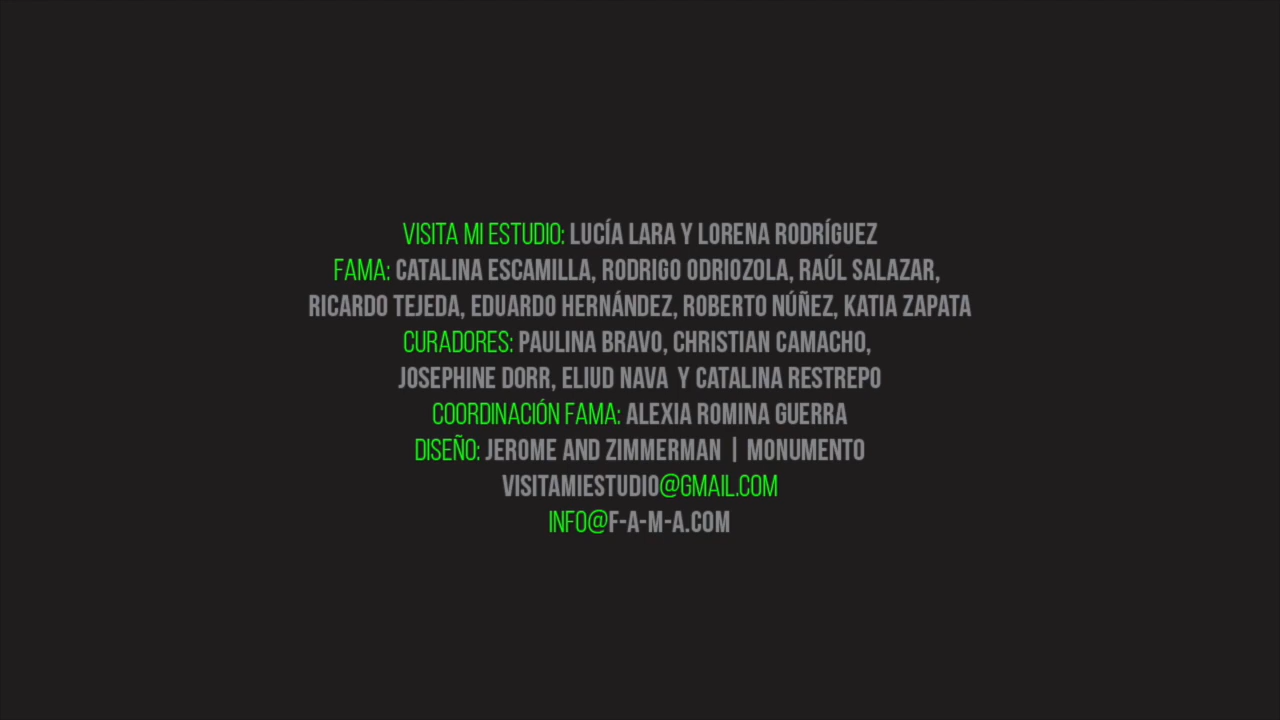 VISITA MI ESTUDIO: LUCÍA LARA Y LORENA RODRÍGUEZ
FAMA: CATALINA ESCAMILLA, RODRIGO ODRIOZOLA, RAÚL SALAZAR,
RICARDO TEJEDA, EDUARDO HERNÁNDEZ, ROBERTO NÚÑEZ, KATIA ZAPATA
CURADORES: PAULINA BRAVO, CHRISTIAN CAMACHO,
JOSEPHINE DORR, ELIUD NAVA Y CATALINA RESTREPO
COORDINACIÓN FAMA: ALEXIA ROMINA GUERRA
DISEÑO: JEROME AND ZIMMERMAN | MONUMENTO
VISITAMIESTUDIO@GMAIL.COM
INFO@F-A-M-A.COM